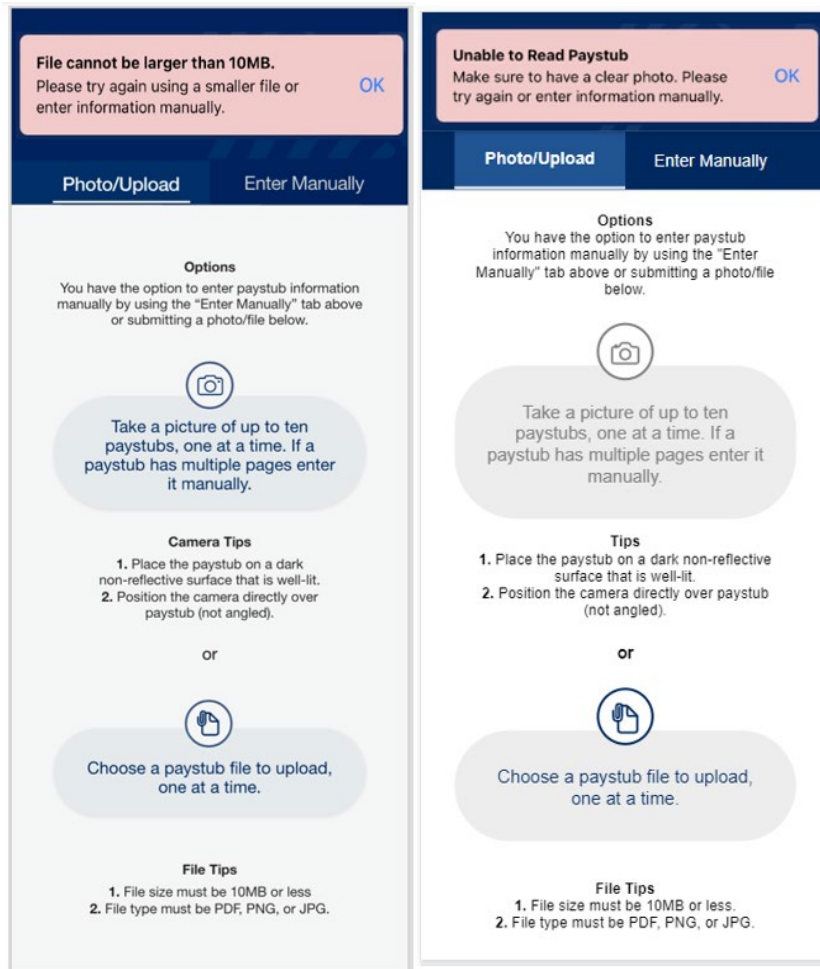 File cannot be larger than 10MB.
Please try again using a smaller file or
enter information manually.
OK
Photo/Upload
Enter Manually
Options
You have the option to enter paystub information
manually by using the “Enter Manually” tab above
or submitting a photo/file below.
Take a picture of up to ten
paystubs, one at a time. If a
paystub has multiple pages enter
it manually.
Camera Tips
1. Place the paystub on a dark
non-reflective surface that is well-lit.
2. Position the camera directly over
paystub (not angled).
or
Choose a paystub file to upload,
one at a time.
File Tips
1. File size must be 10MB or less
2. File type must be PDF, PNG, or JPG.
Unable to Read Paystub
Make sure to have a clear photo. Please
try again or enter information manually.
OK
Photo/Upload
Enter Manually
Options
You have the option to enter paystub
information manually by using the "Enter
Manually" tab above or submitting a photo/file
below.
Take a picture of up to ten
paystubs, one at a time. If a
paystub has multiple pages enter it
manually.
Tips
1. Place the paystub on a dark non-reflective
surface that is well-lit.
2. Position the camera directly over paystub
(not angled).
or
Choose a paystub file to upload,
one at a time.
File Tips
1. File size must be 10MB or less.
2. File type must be PDF, PNG, or JPG.